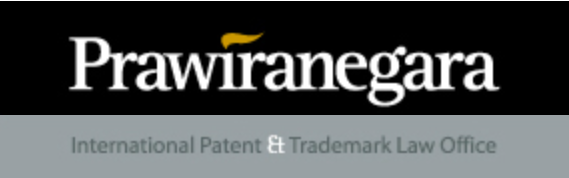 Prawiranegara
International Patent & Trademark Law Office